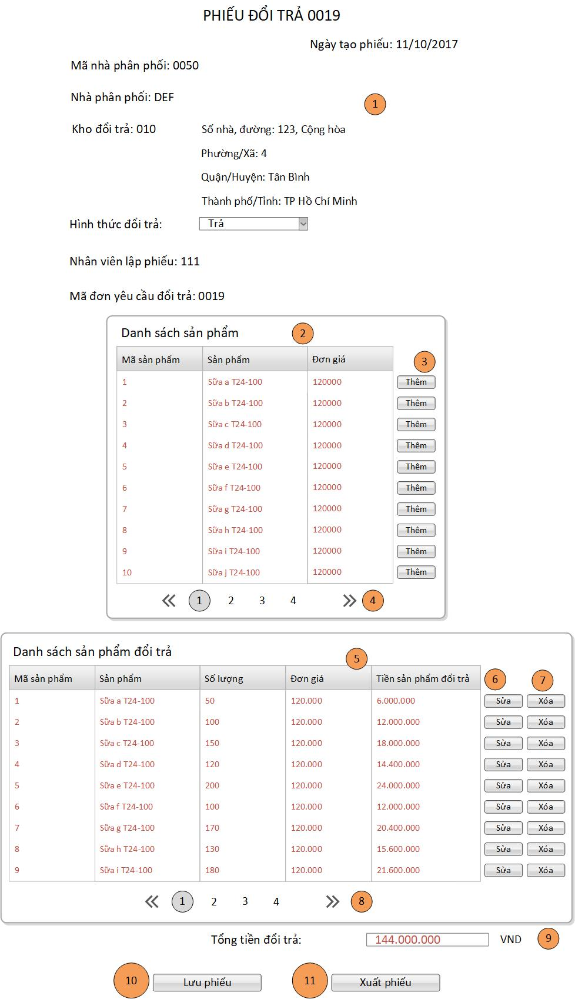 PHIẾU ĐỔI TRẢ 0019
Ngày tạo phiếu: 11/10/2017
Mã nhà phân phối: 0050
Nhà phân phối: DEF
1
Kho đổi trả: 010 Số nhà, đường: 123, Cộng hòa
Phường/Xã: 4
Quận/Huyện: Tân Bình
Thành phố/Tỉnh: TP Hồ Chí Minh
Hình thức đổi trả: Trả
Nhân viên lập phiếu: 111
Mã đơn yêu cầu đổi trả: 0019
Danh sách sản phẩm 2
Mã sản phẩm Sản phẩm Đơn giá 3
1 Sữa a T24-100 120000 Thêm
2 Sữa b T24-100 120000 Thêm
3 Sữa c T24-100 120000 Thêm
4 Sữa d T24-100 120000 Thêm
5 Sữa e T24-100 120000 Thêm
6 Sữa f T24-100 120000 Thêm
7 Sữa g T24-100 120000 Thêm
8 Sữa h T24-100 120000 Thêm
9 Sữa i T24-100 120000 Thêm
10 Sữa j T24-100 120000 Thêm
1 2 3 4 4
Danh sách sản phẩm đổi trả 5
Mã sản phẩm Sản phẩm Số lượng Đơn giá Tiền sản phẩm đổi trả 6 7
1 Sữa a T24-100 50 120.000 6.000.000 Sửa Xóa
2 Sữa b T24-100 100 120.000 12.000.000 Sửa Xóa
3 Sữa c T24-100 150 120.000 18.000.000 Sửa Xóa
4 Sữa d T24-100 120 120.000 14.400.000 Sửa Xóa
5 Sữa e T24-100 200 120.000 24.000.000 Sửa Xóa
6 Sữa f T24-100 100 120.000 12.000.000 Sửa Xóa
7 Sữa g T24-100 170 120.000 20.400.000 Sửa Xóa
8 Sữa h T24-100 130 120.000 15.600.000 Sửa Xóa
9 Sữa i T24-100 180 120.000 21.600.000 Sửa Xóa
1 2 3 4 8
Tổng tiền đổi trả: 144.000.000 VND 9
10 Lưu phiếu 11 Xuất phiếu